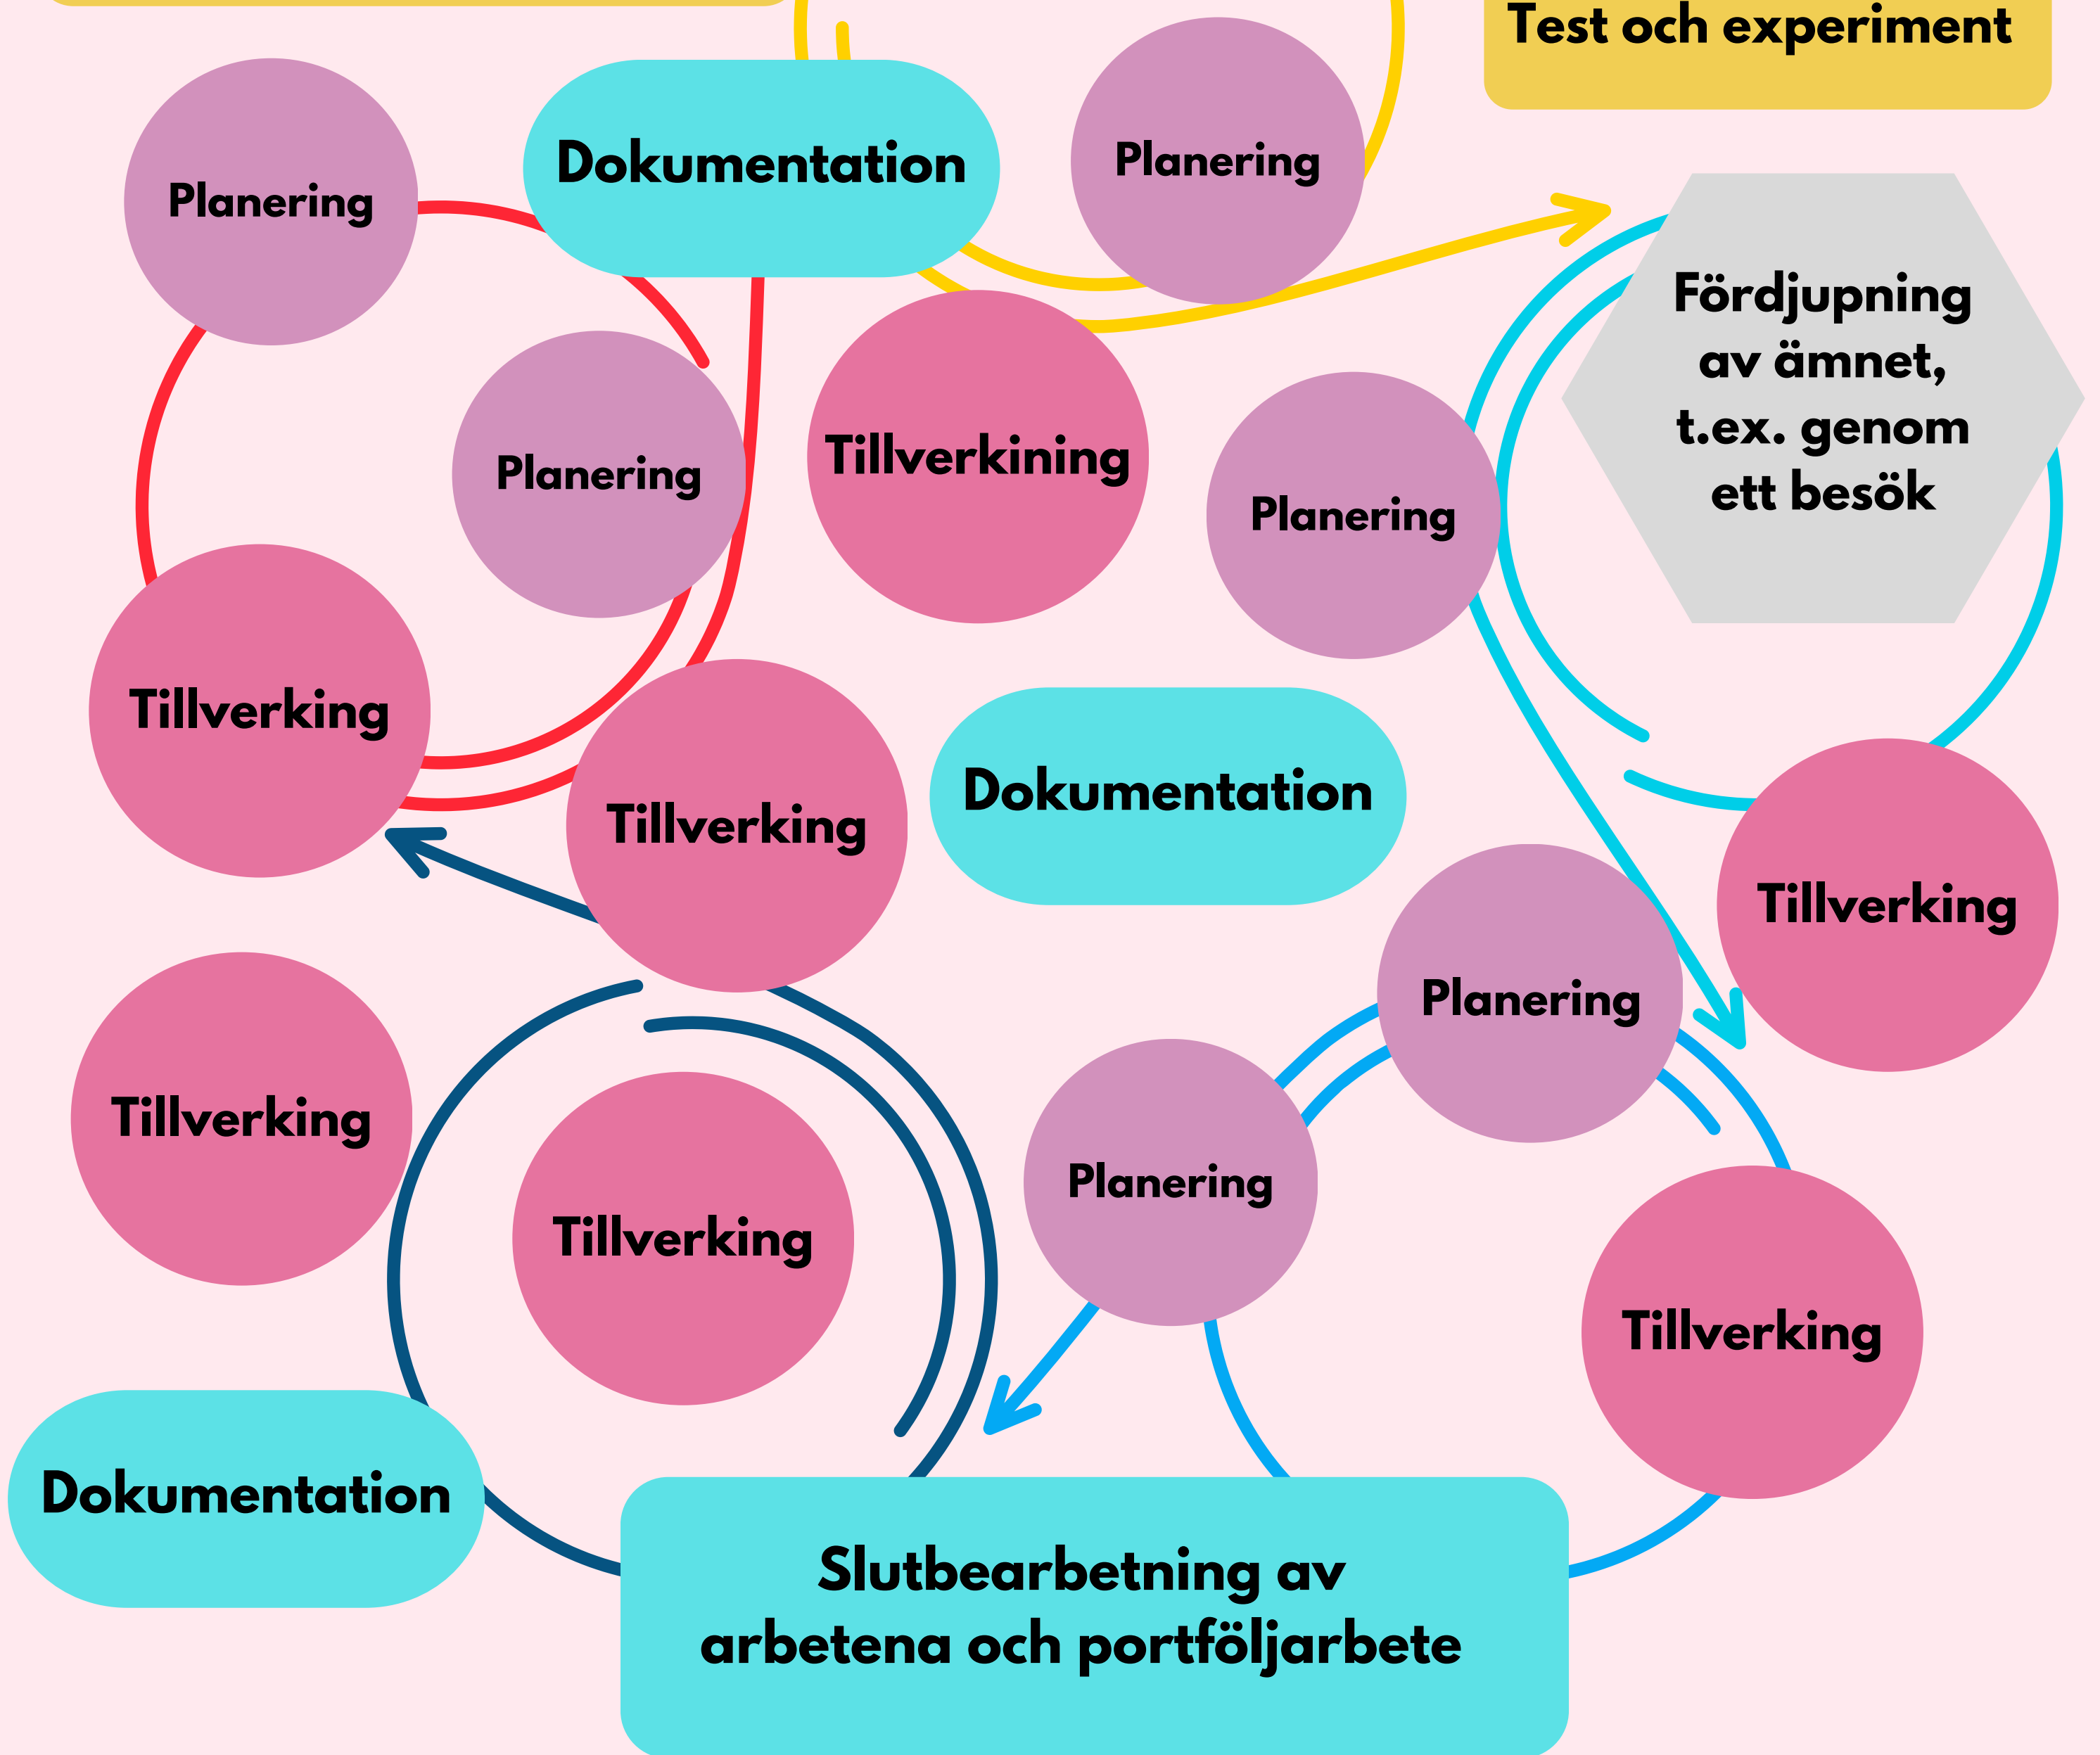 Test och experiment
Planering
Dokumentation
Planering
Fördjupning
av ämnet,
t.ex. genom
ett besök
Planering
Tillverkining
Planering
Tillverking
Tillverking
Dokumentation
Tillverking
Planering
Tillverking
Planering
Tillverking
Tillverking
Dokumentation
Slutbearbetning av
arbetena och portföljarbete